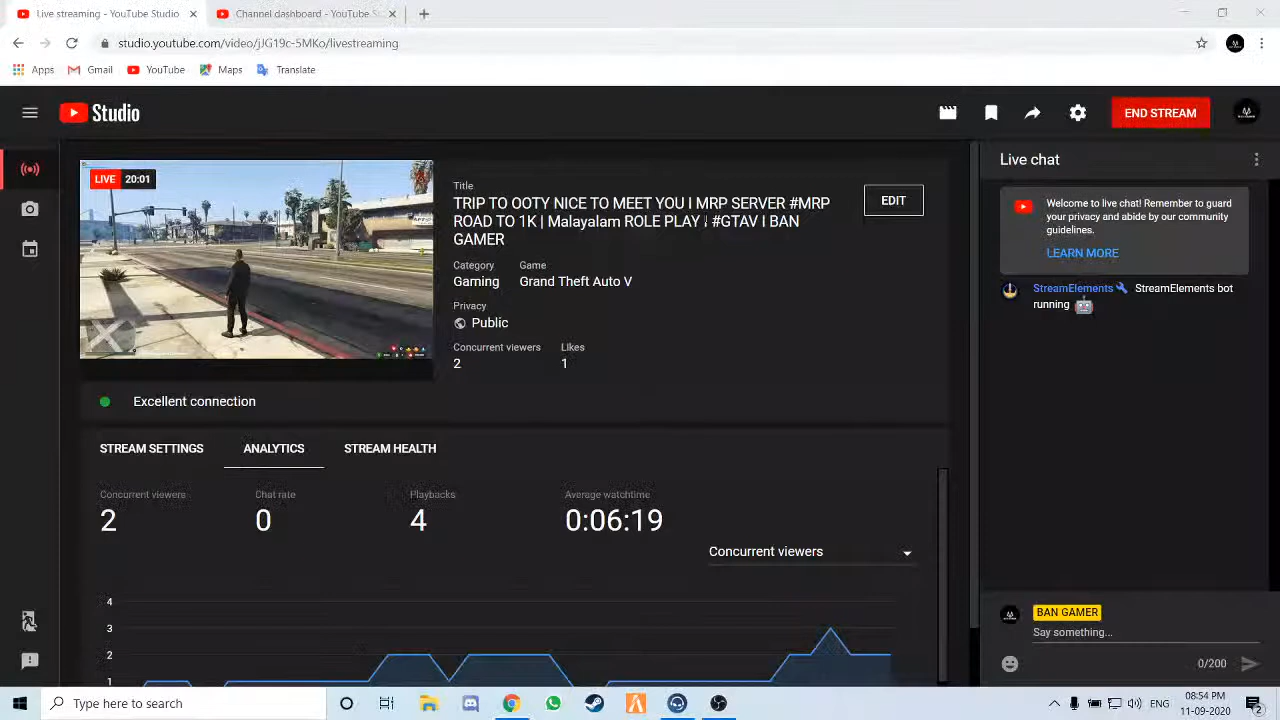 Live streaming - YouTube Studio
Channel dashboard - YouTube
studio.youtube.com/video/jJG19c-5MKo/livestreaming
Apps
Gmail
YouTube
Maps
Translate
Studio
END STREAM
LIVE 20:01
Title
TRIP TO OOTY NICE TO MEET YOU I MRP SERVER #MRP
ROAD TO 1K | Malayalam ROLE PLAY #GTAV I BAN
GAMER
EDIT
Category
Game
Gaming
Grand Theft Auto V
Privacy
Public
Concurrent viewers
Likes
2
1
Excellent connection
STREAM SETTINGS
ANALYTICS
STREAM HEALTH
Concurrent viewers
Chat rate
Playbacks
Average watchtime
2
0
4
0:06:19
Concurrent viewers
4
3
2
1
Live chat
Welcome to live chat! Remember to guard
your privacy and abide by our community
guidelines.
LEARN MORE
StreamElements StreamElements bot
running
BAN GAMER
Say something...
0/200
Type here to search
ENG
08:54 PM
11-09-2020
2